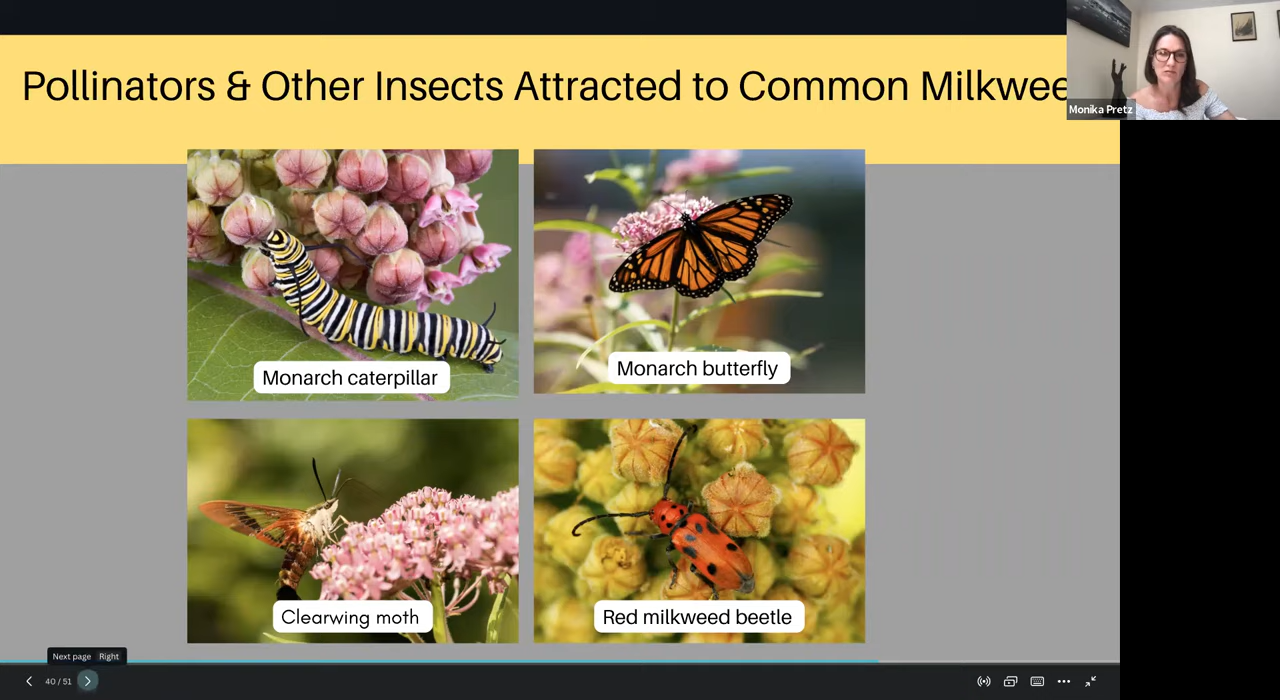 Pollinators & Other Insects Attracted to Common Milkwee
Monika Pretz
Monarch caterpillar
Monarch butterfly
Clearwing moth
Red milkweed beetle
Next page Right
40 / 51